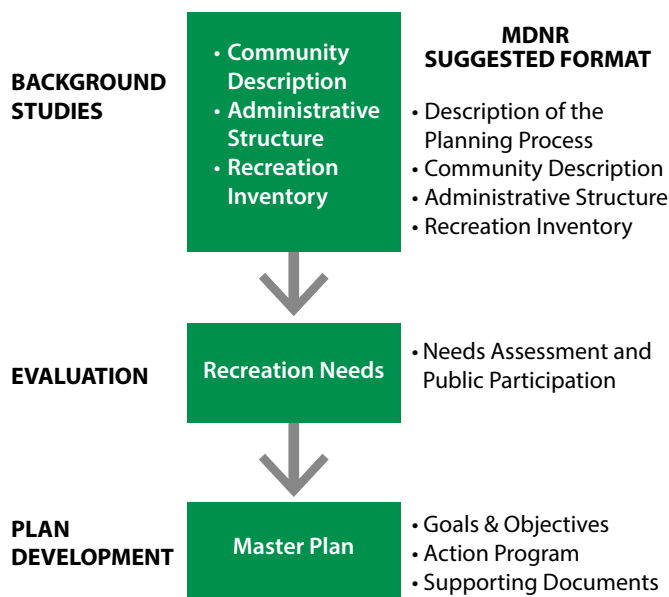 BACKGROUND
STUDIES
• Community
Description
• Administrative
Structure
• Recreation
Inventory
MDNR
SUGGESTED FORMAT
• Description of the
Planning Process
• Community Description
• Administrative Structure
• Recreation Inventory
EVALUATION
Recreation Needs
• Needs Assessment and
Public Participation
PLAN
DEVELOPMENT
Master Plan
• Goals & Objectives
• Action Program
• Supporting Documents